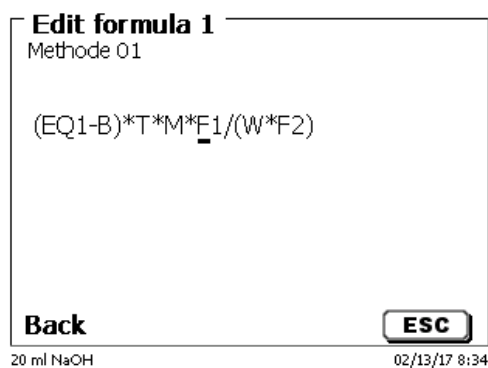 Edit formula 1
Methode 01
(EQ1-B)*T*M*F1/(W*F2)
Back
ESC
20 ml NaOH
02/13/17 8:34